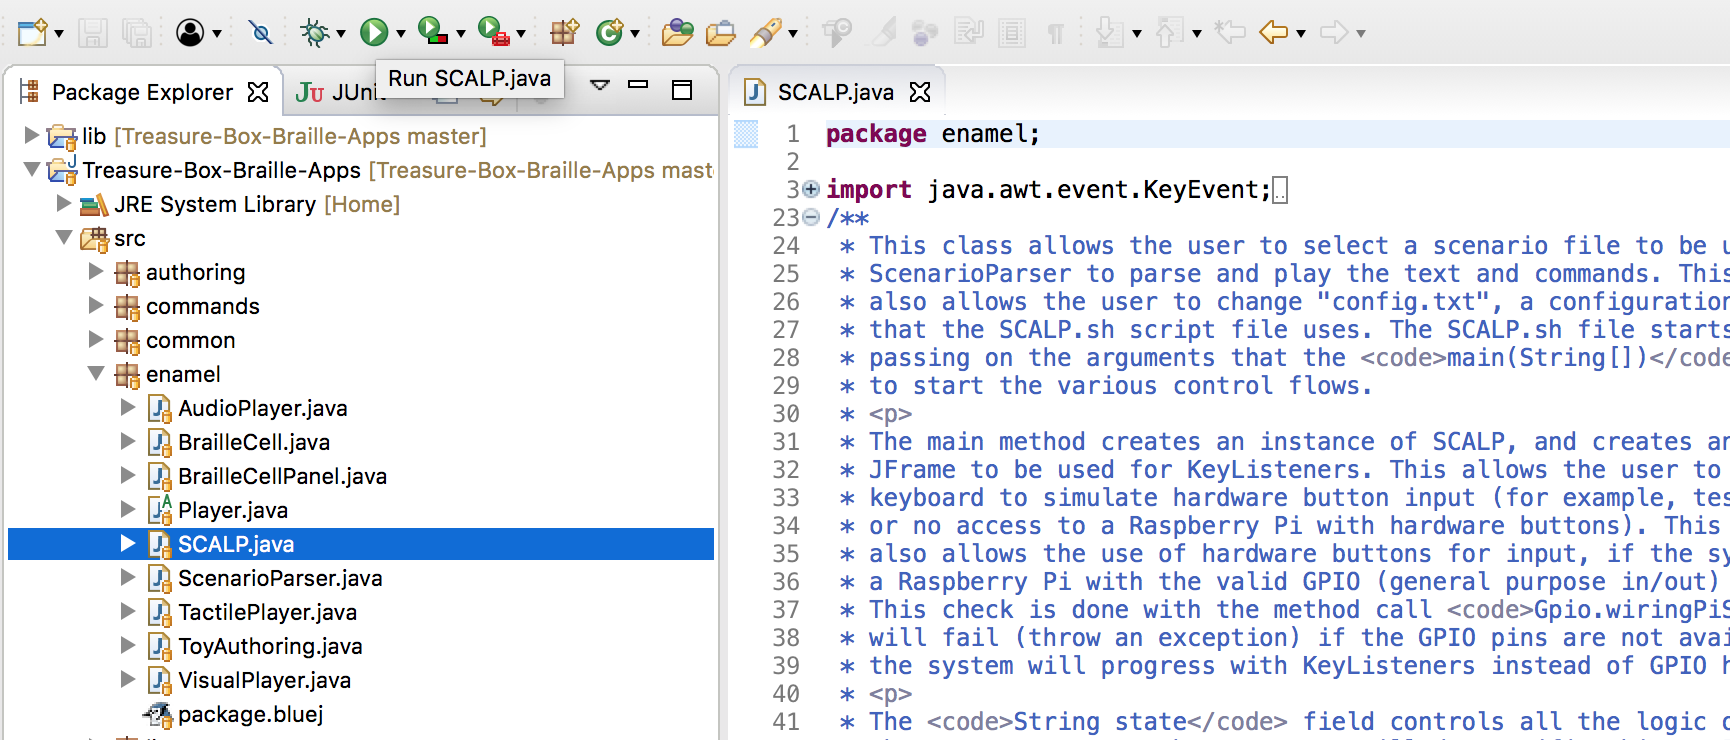 Run SCALP.java
Package Explorer
JUnit
lib [Treasure-Box-Braille-Apps master]
Treasure-Box-Braille-Apps [Treasure-Box-Braille-Apps mast
JRE System Library [Home]
src
authoring
commands
common
enamel
AudioPlayer.java
BrailleCell.java
BrailleCellPanel.java
Player.java
SCALP.java
ScenarioParser.java
TactilePlayer.java
ToyAuthoring.java
VisualPlayer.java
package.bluej
SCALP.java
1 package enamel;
2
3 import java.awt.event.KeyEvent;..
23 /**
24 * This class allows the user to select a scenario file to be u
25 * ScenarioParser to parse and play the text and commands. This
26 * also allows the user to change "config.txt", a configuration
27 * that the SCALP.sh script file uses. The SCALP.sh file starts
28 * passing on the arguments that the <code>main(String[])</code
29 * to start the various control flows.
30 * <p>
31 * The main method creates an instance of SCALP, and creates an
32 * JFrame to be used for KeyListeners. This allows the user to
33 * keyboard to simulate hardware button input (for example, tes
34 * or no access to a Raspberry Pi with hardware buttons). This
35 * also allows the use of hardware buttons for input, if the sy
36 * a Raspberry Pi with the valid GPIO (general purpose in/out)
37 * This check is done with the method call <code>Gpio.wiringPiS
38 * will fail (throw an exception) if the GPIO pins are not avai
39 * the system will progress with KeyListeners instead of GPIO h
40 * <p>
41 * The <code>String state</code> field controls all the logic o